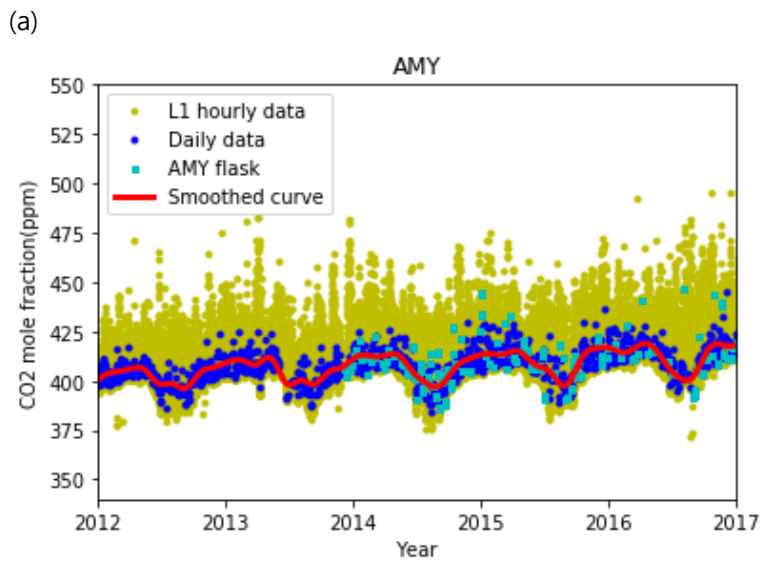 (a)
AMY
L1 hourly data
Daily data
AMY flask
Smoothed curve
CO2 mole fraction(ppm)
550
525
500
475
450
425
400
375
350
2012 2013 2014 2015 2016 2017
Year